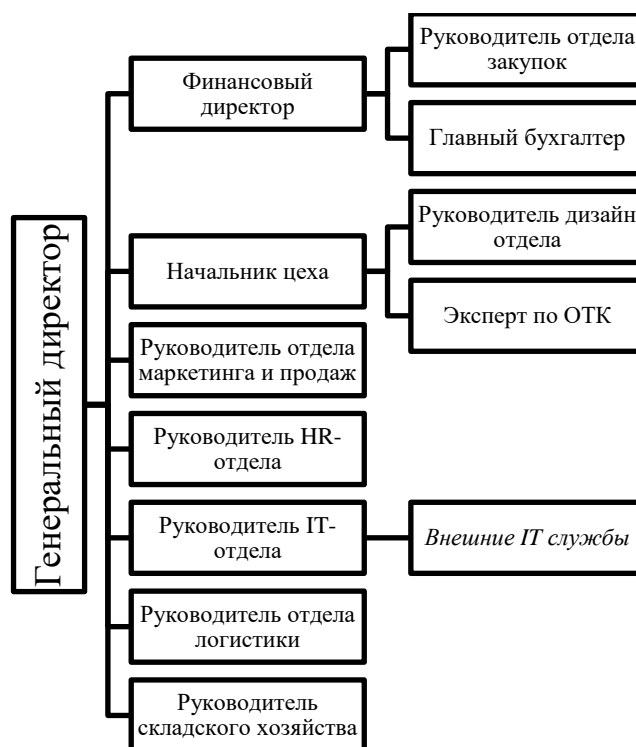 Генеральный директор
Финансовый
директор
Руководитель отдела
закупок
Главный бухгалтер
Начальник цеха
Руководитель дизайн
отдела
Эксперт по ОТК
Руководитель отдела
маркетинга и продаж
Руководитель HR-
отдела
Руководитель IT-
отдела
Внешние IT службы
Руководитель отдела
логистики
Руководитель
складского хозяйства